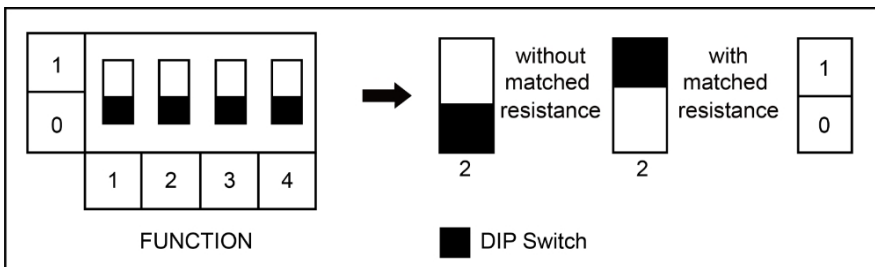 1
0
1 2 3 4
FUNCTION
without
matched
resistance
2
with
matched
resistance
2
1
0
DIP Switch